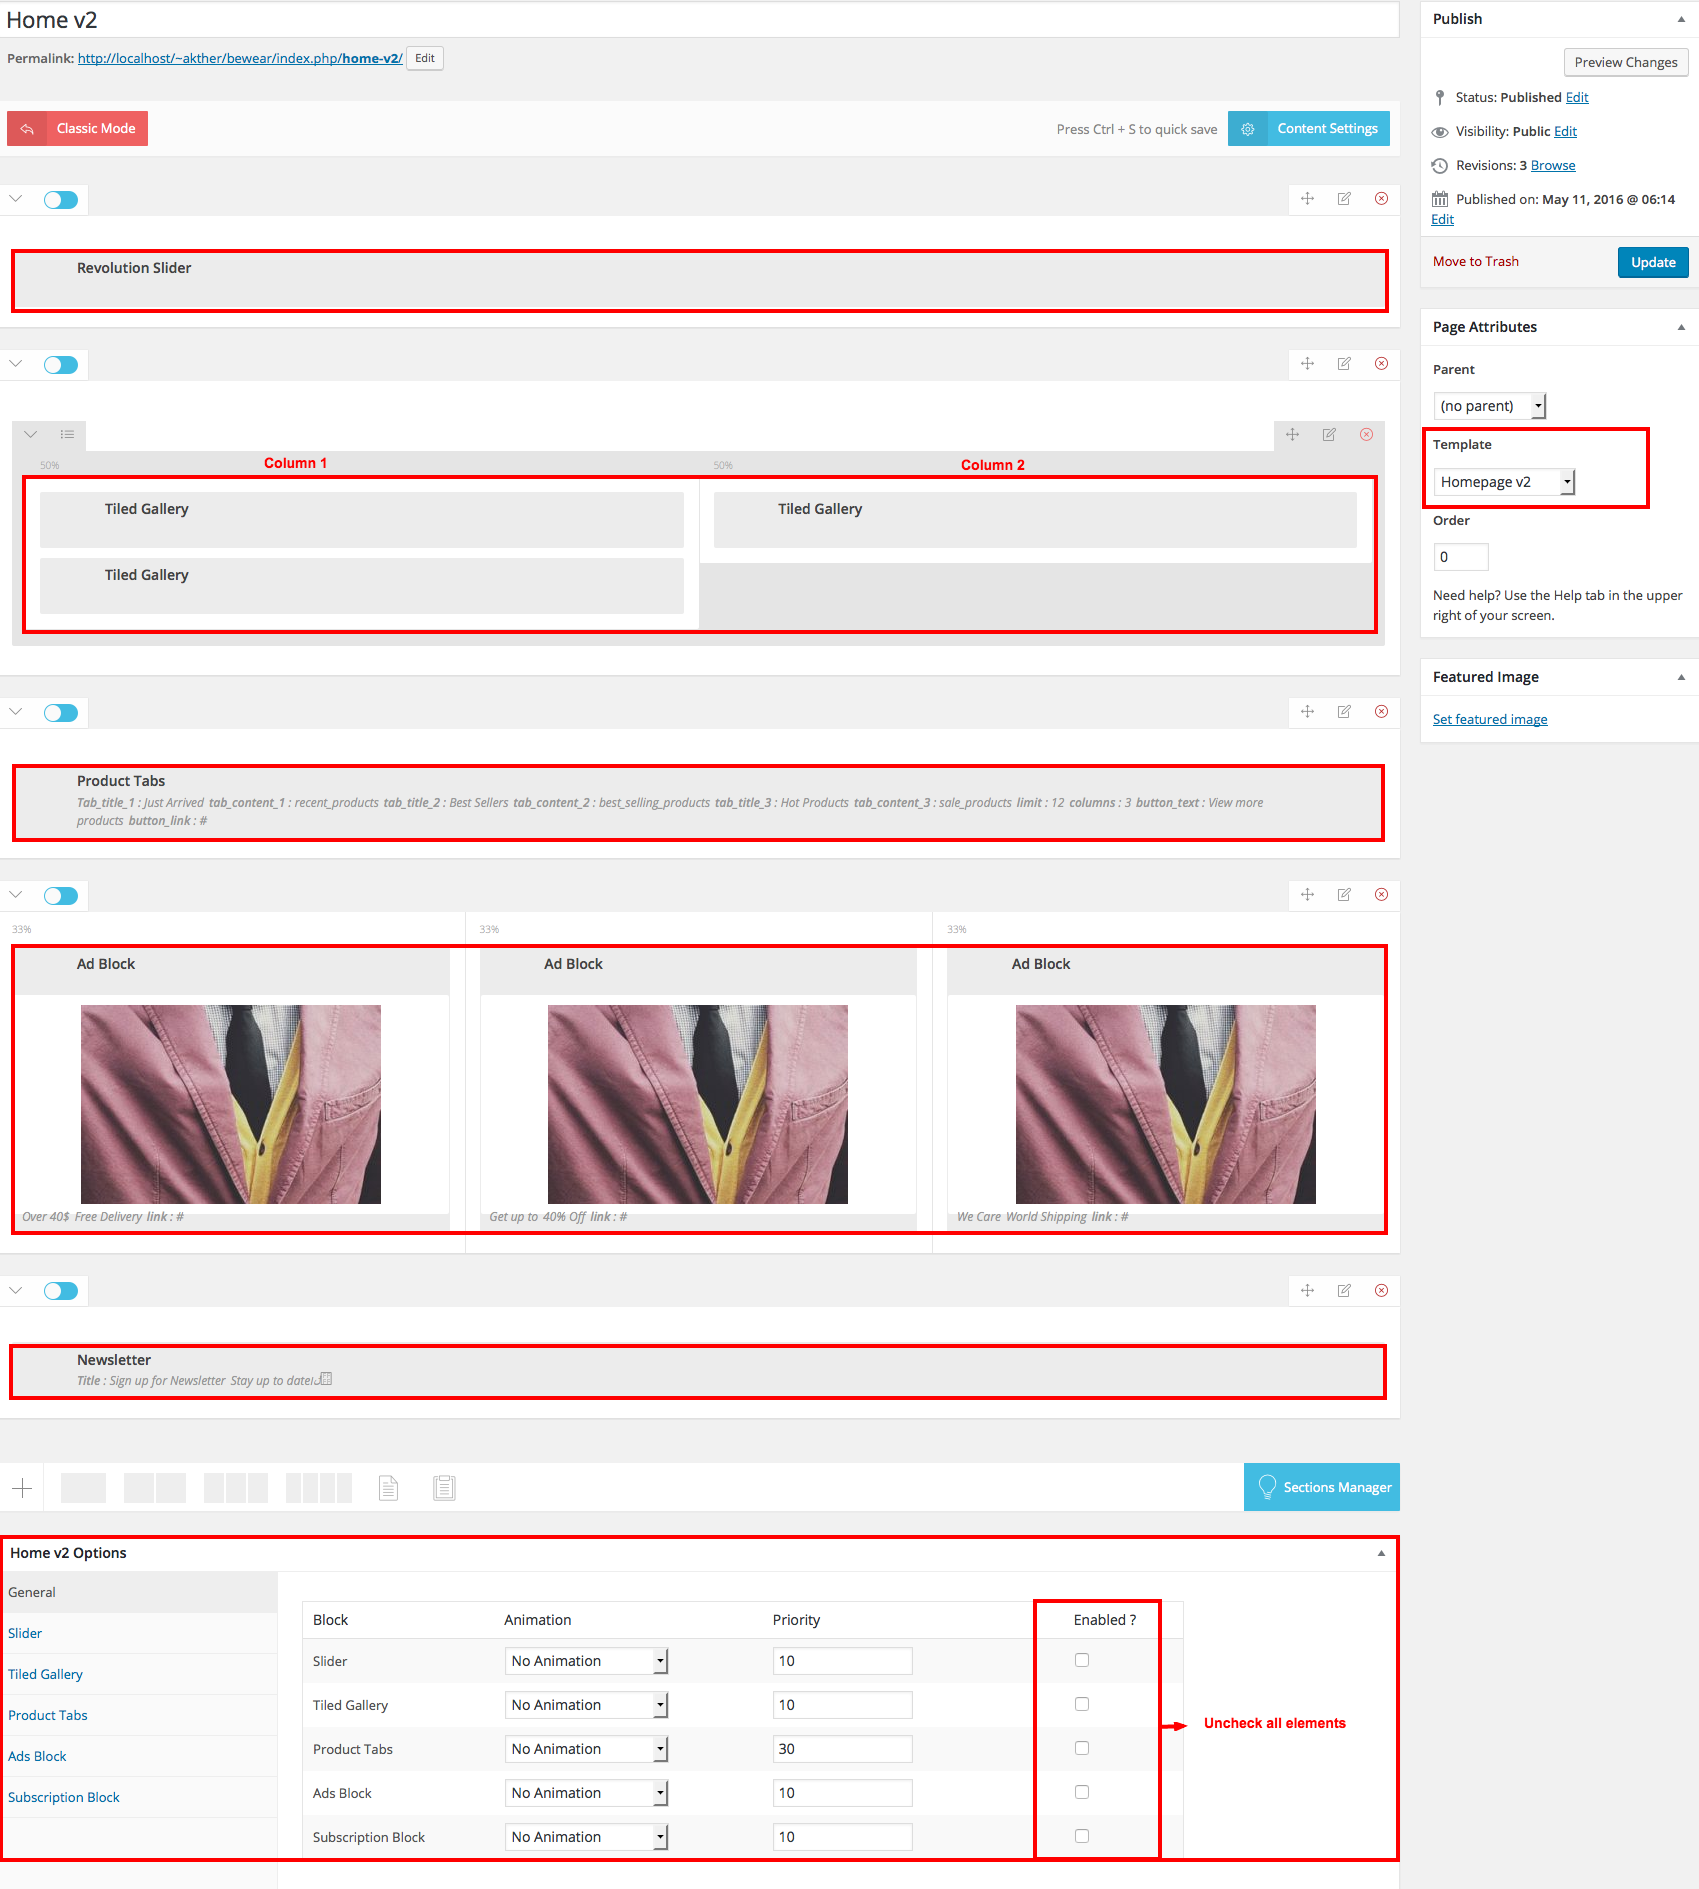 Home v2
Permalink: http://localhost/~akther/bewear/index.php/home-v2/ Edit
Classic Mode
Press Ctrl + S to quick save
Content Settings
Revolution Slider
50%
Column 1
50%
Column 2
Tiled Gallery
Tiled Gallery
Tiled Gallery
Product Tabs
Tab_title_1 : Just Arrived tab_content_1 : recent_products tab_title_2 : Best Sellers tab_content_2 : best_selling_products tab_title_3 : Hot Products tab_content_3 : sale_products limit : 12 columns : 3 button_text : View more
products button_link : #
33%
33%
33%
Ad Block
Ad Block
Ad Block
Over 40$ Free Delivery link : #
Get up to 40% Off link : #
We Care World Shipping link : #
Newsletter
Title : Sign up for Newsletter Stay up to date
Sections Manager
Home v2 Options
General
Slider
Tiled Gallery
Product Tabs
Ads Block
Subscription Block
Block Animation Priority Enabled ?
Slider No Animation 10
Tiled Gallery No Animation 10
Product Tabs No Animation 30
Ads Block No Animation 10
Subscription Block No Animation 10
Uncheck all elements
Publish
Preview Changes
Status: Published Edit
Visibility: Public Edit
Revisions: 3 Browse
Published on: May 11, 2016 @ 06:14
Edit
Move to Trash
Update
Page Attributes
Parent
(no parent)
Template
Homepage v2
Order
0
Need help? Use the Help tab in the upper
right of your screen.
Featured Image
Set featured image